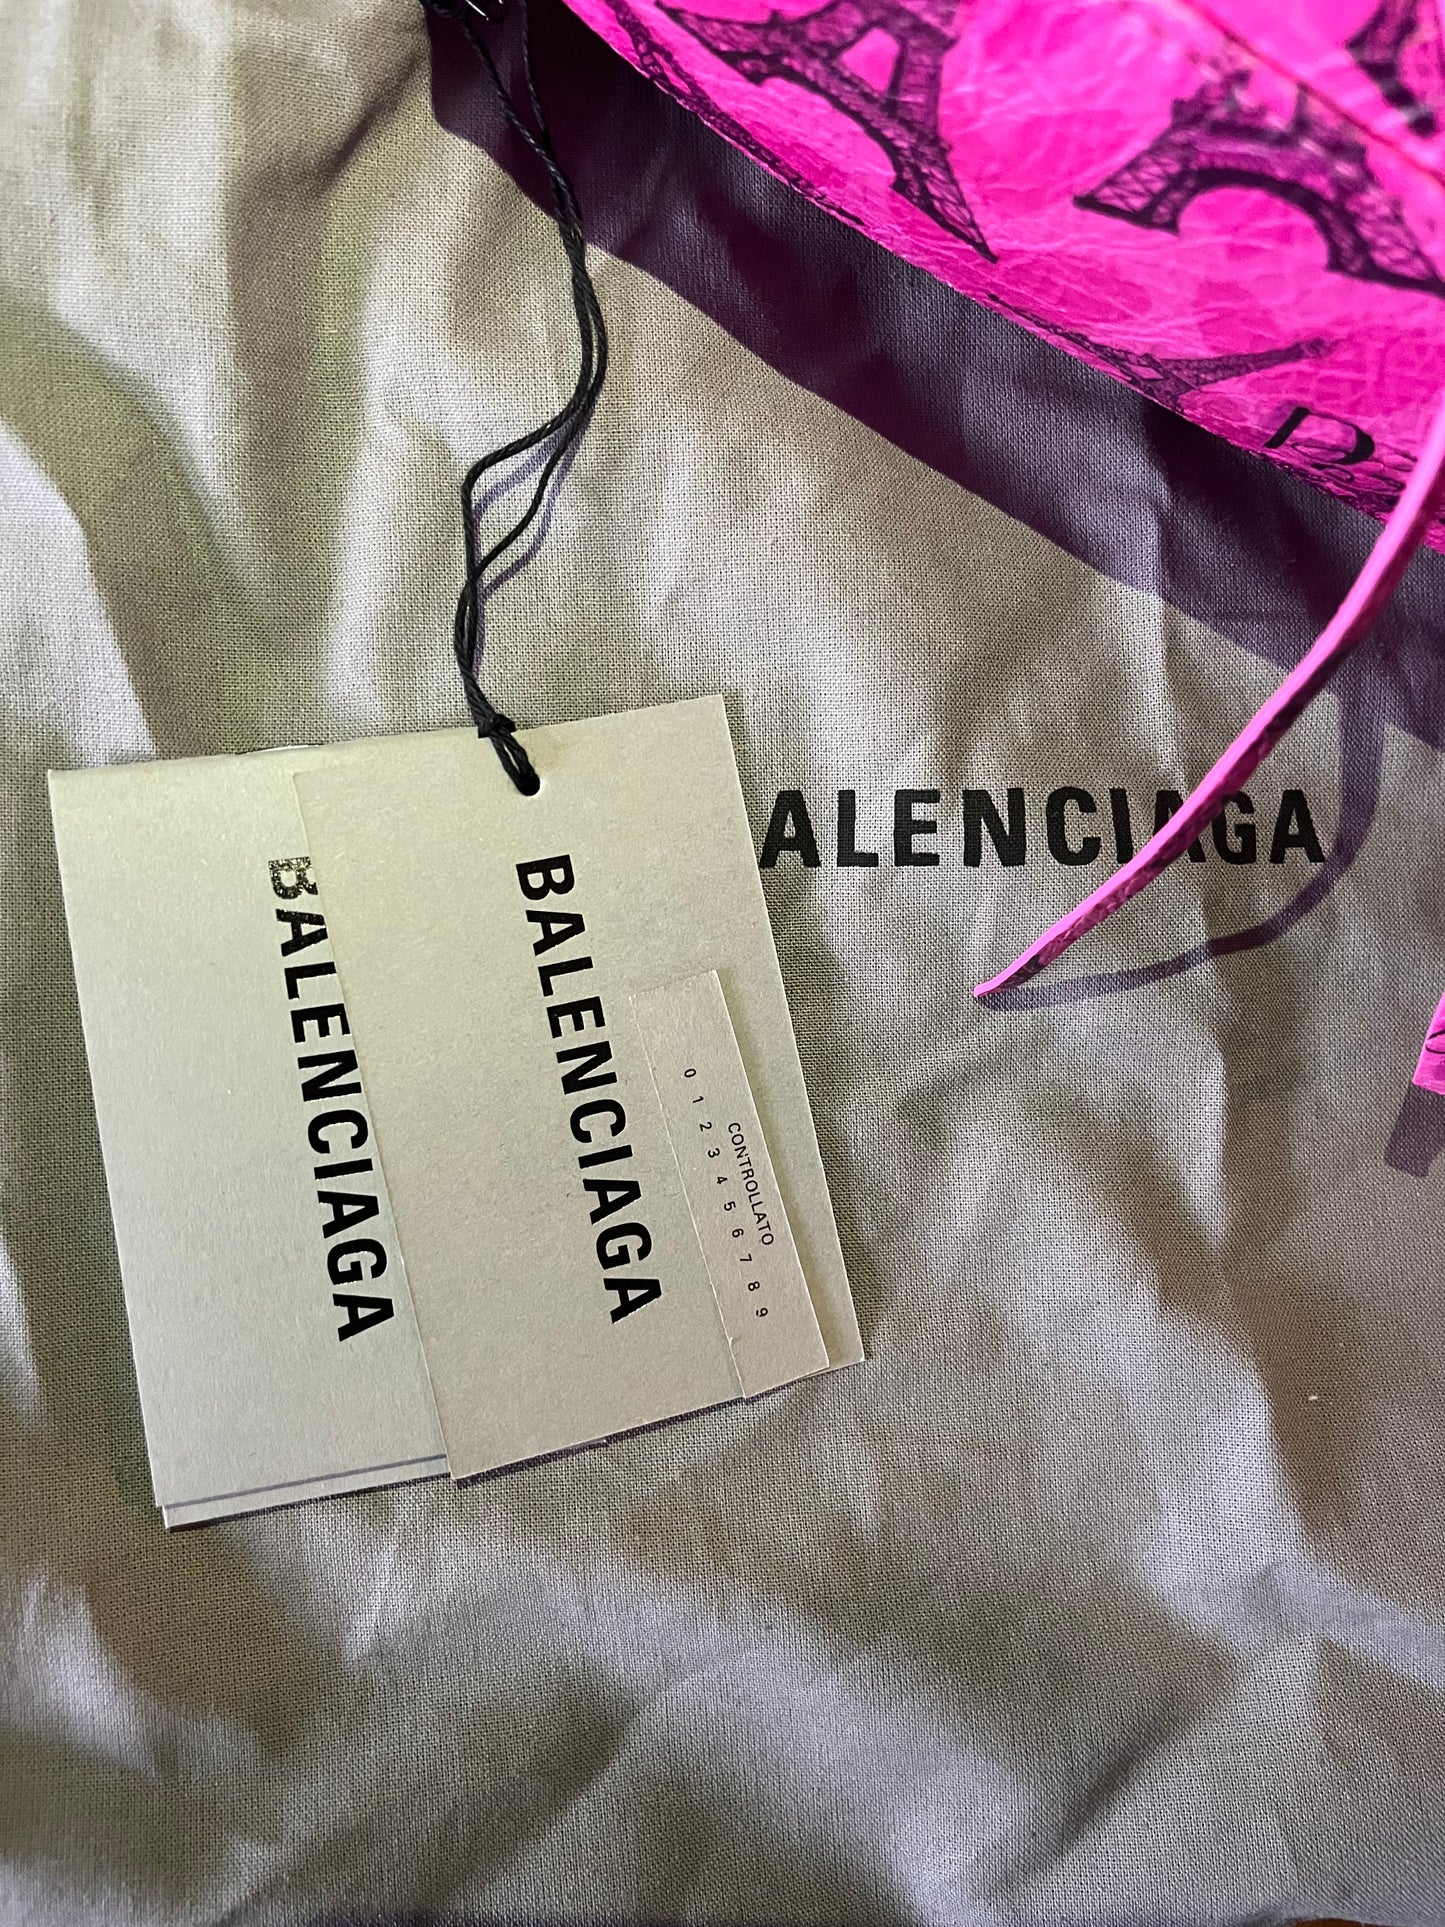 BALENCIAGA
BALENCIAGA
CONTROLLATO
0 1 2 3 4 5 6 7 8 9
ALENCIAGA